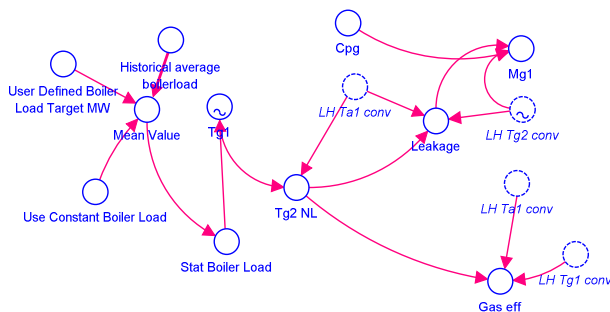 Cpg
Mg1
Historical average
boilerload
User Defined Boiler
Load Target MW
Mean Value
Tg1
LH Ta1 conv
LH Tg2 conv
Leakage
Use Constant Boiler Load
Tg2 NL
LH Ta1 conv
Stat Boiler Load
LH Tg1 conv
Gas eff